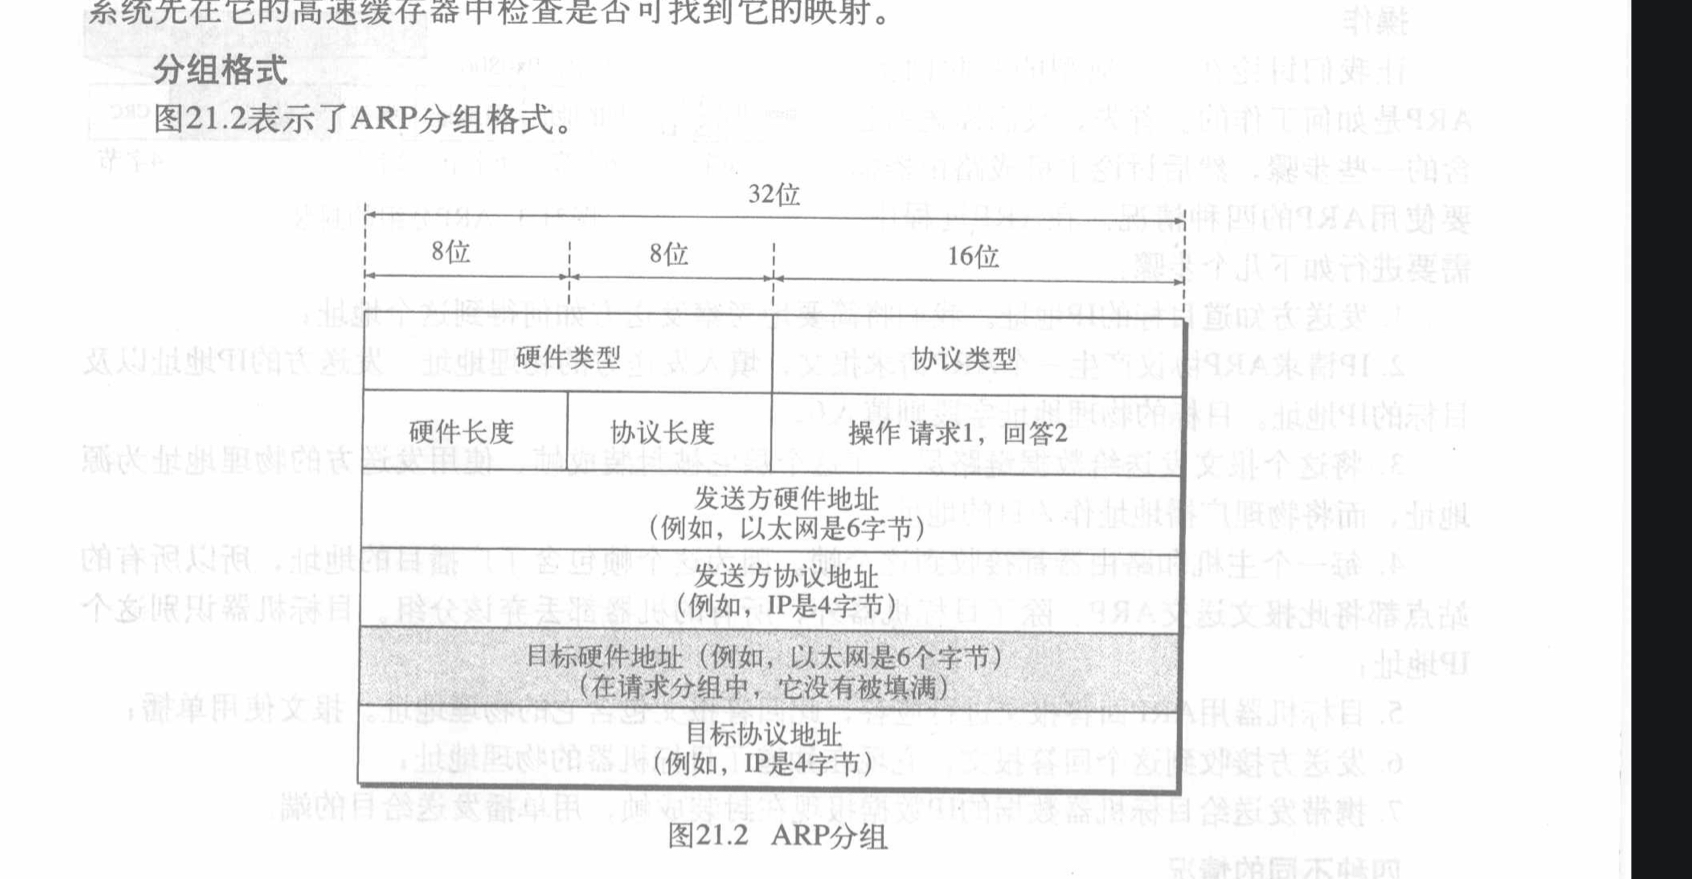 系统先在它的高速缓存器中检查是否可找到它的映射。
分组格式
图21.2表示了ARP分组格式。
32位
8位 8位 16位
硬件类型 协议类型
硬件长度 协议长度 操作 请求1，回答2
发送方硬件地址
（例如，以太网是6字节）
发送方协议地址
（例如，IP是4字节）
目标硬件地址（例如，以太网是6个字节）
（在请求分组中，它没有被填满）
目标协议地址
（例如，IP是4字节）
图21.2 ARP分组